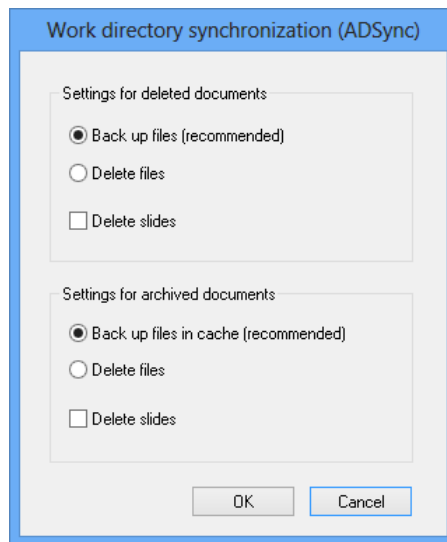 Work directory synchronization (ADSync)
Settings for deleted documents
Back up files (recommended)
Delete files
Delete slides
Settings for archived documents
Back up files in cache (recommended)
Delete files
Delete slides
OK Cancel